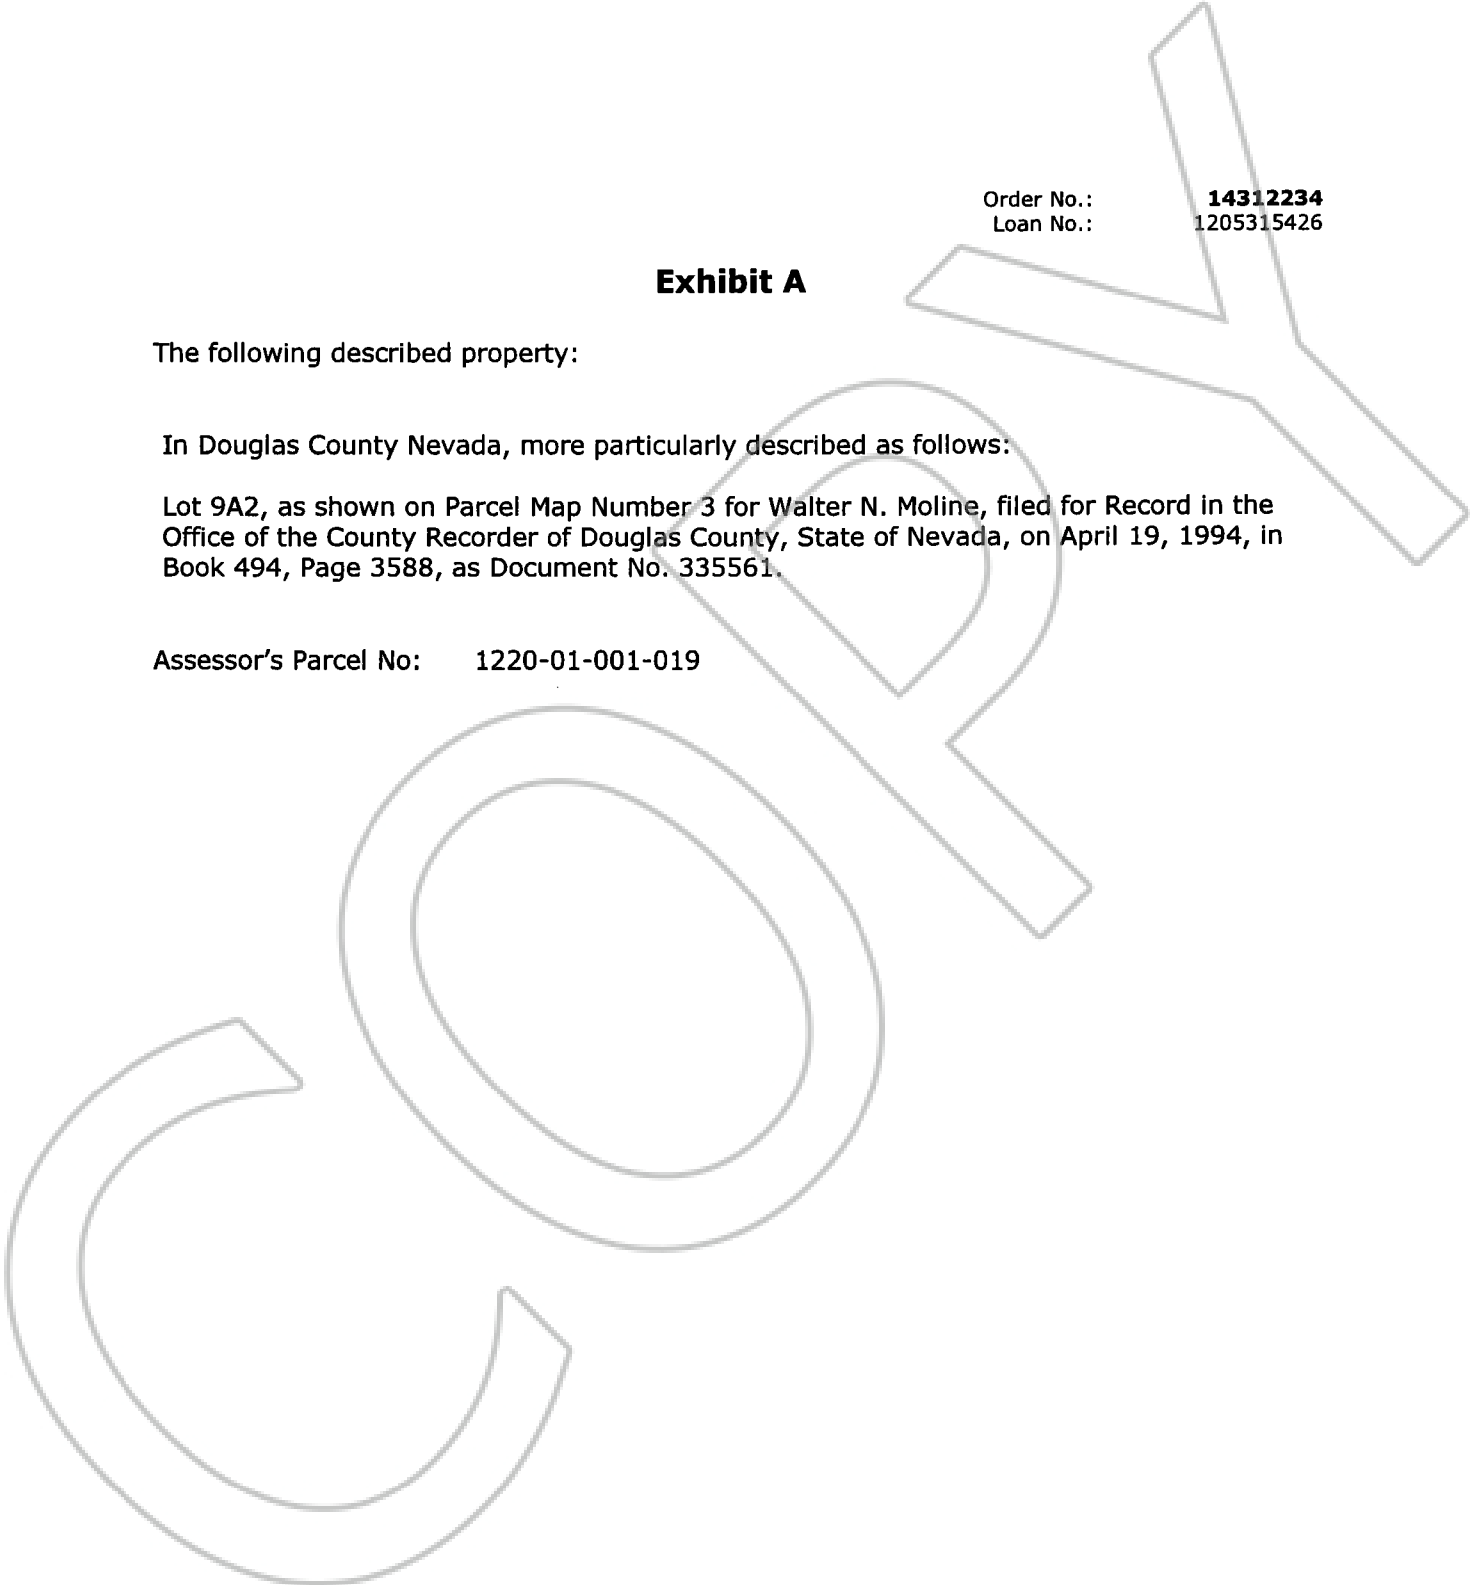 Order No.: 14312234
Loan No.: 1205315426
Exhibit A
The following described property:
In Douglas County Nevada, more particularly described as follows:
Lot 9A2, as shown on Parcel Map Number 3 for Walter N. Moline, filed for Record in the
Office of the County Recorder of Douglas County, State of Nevada, on April 19, 1994, in
Book 494, Page 3588, as Document No. 335561.
Assessor's Parcel No: 1220-01-001-019
COPY